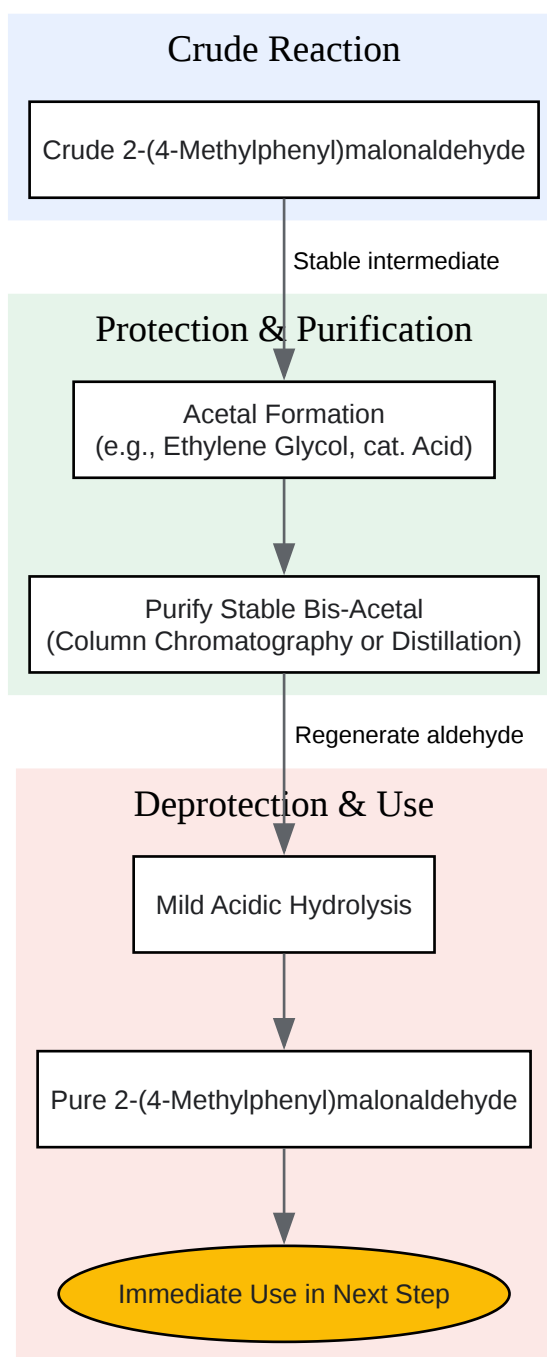 Crude Reaction
Crude 2-(4-Methylphenyl)malonaldehyde
Stable intermediate
Protection & Purification
Acetal Formation
(e.g., Ethylene Glycol, cat. Acid)
Purify Stable Bis-Acetal
(Column Chromatography or Distillation)
Regenerate aldehyde
Deprotection & Use
Mild Acidic Hydrolysis
Pure 2-(4-Methylphenyl)malonaldehyde
Immediate Use in Next Step